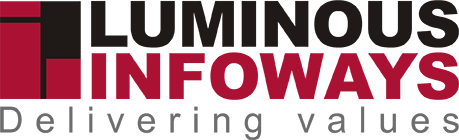 LUMINOUS
INFOWAYS
Delivering values